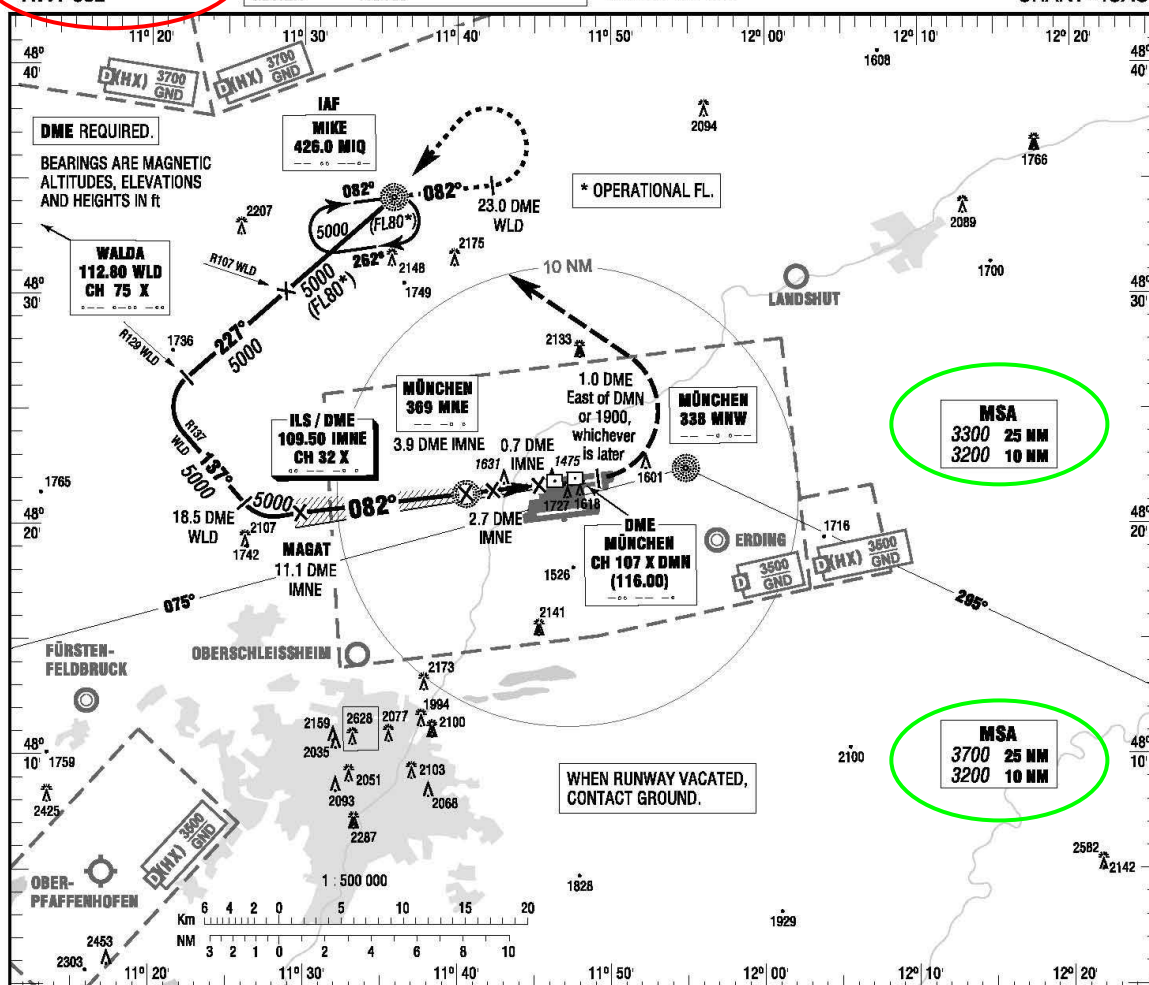 11° 20' 11° 30' 11° 40' 11° 50' 12° 00' 12° 10' 12° 20'
48° 40'
48° 40'
D(HX) 3700 GND
D(HX) 3700 GND
1608
DME REQUIRED.
BEARINGS ARE MAGNETIC
ALTITUDES, ELEVATIONS
AND HEIGHTS IN ft
IAF
MIKE
426.0 MIQ
2094
1766
082° 082°
23.0 DME
WLD
* OPERATIONAL FL.
2207
5000
(FL80*)
262°
2175
2148
1749
2089
1700
WALDA
112.80 WLD
CH 75 X
R107 WLD
5000
(FL80*)
10 NM
LANDSHUT
48° 30'
48° 30'
R129 WLD
1736
227°
5000
2133
MÜNCHEN
369 MNE
1.0 DME
East of DMN
or 1900,
whichever
is later
MÜNCHEN
338 MNW
MSA
3300 25 NM
3200 10 NM
ILS / DME
109.50 IMNE
CH 32 X
3.9 DME IMNE
0.7 DME
IMNE
1631
1475
R137
WLD
137°
5000
1765
5000
082°
1727
1618
1601
48° 20'
48° 20'
18.5 DME
WLD
2107
1742
MAGAT
11.1 DME
IMNE
2.7 DME
IMNE
DME
MÜNCHEN
CH 107 X DMN
(116.00)
ERDING
1716
D(HX) 3500 GND
D 3500 GND
1526
075°
295°
2141
FÜRSTEN-
FELDBRUCK
OBERSCHLEISSHEIM
2173
1994
2159
2628
2077
2100
2035
2051
2103
2093
2068
2287
48° 10'
48° 10'
1759
2425
2100
MSA
3700 25 NM
3200 10 NM
WHEN RUNWAY VACATED,
CONTACT GROUND.
D(HX) 3500 GND
OBER-
PFAFFENHOFEN
1 : 500 000
1828
2582
2142
1929
Km 6 4 2 0 5 10 15 20
NM 3 2 1 0 2 4 6 8 10
2453
2303
11° 20' 11° 30' 11° 40' 11° 50' 12° 00' 12° 10' 12° 20'